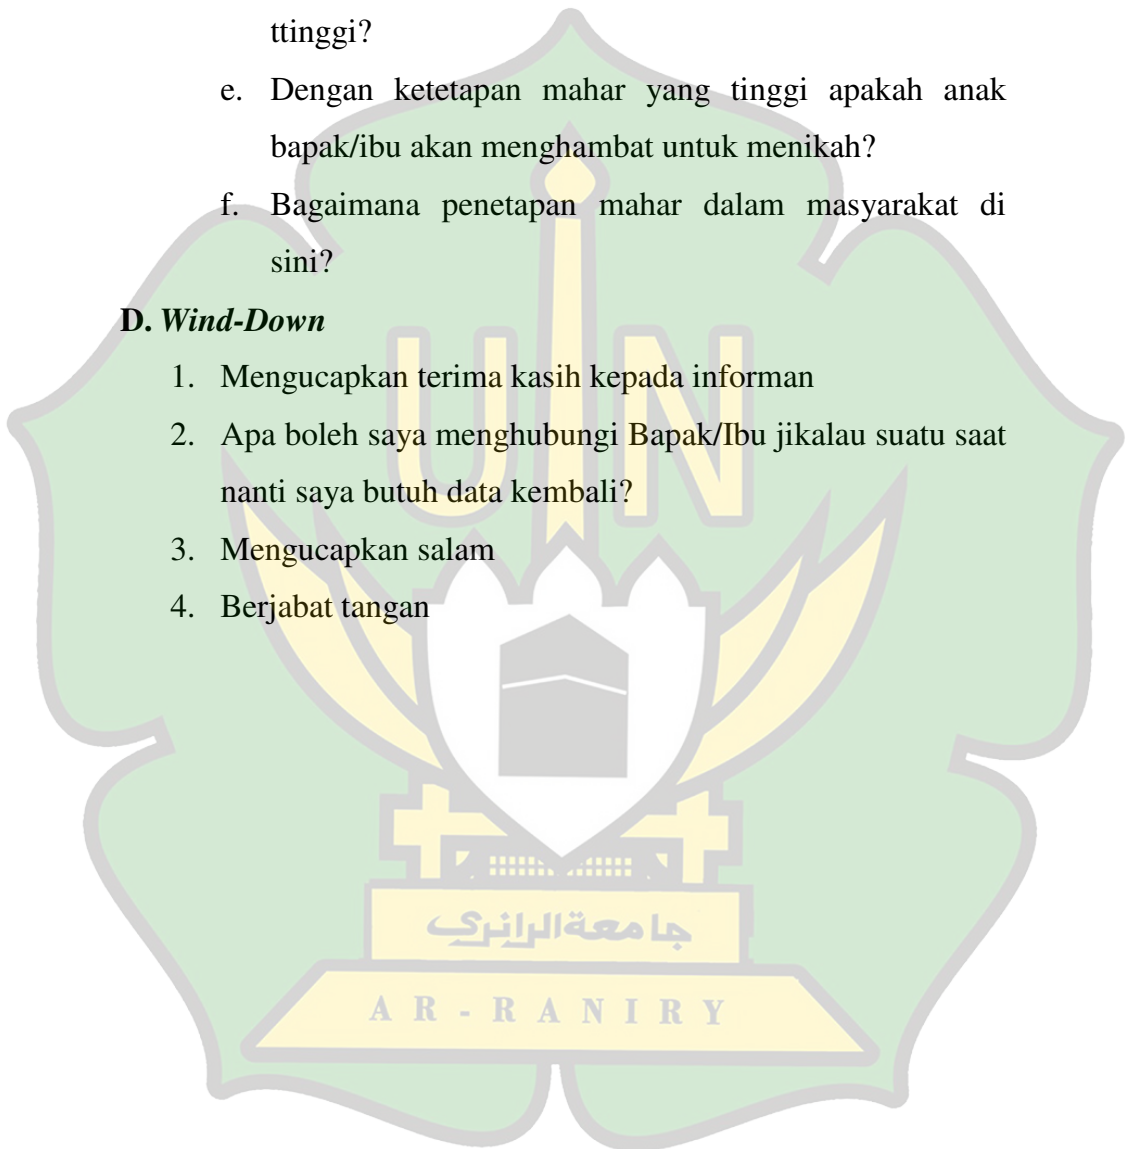 ttinggi?
e. Dengan ketetapan mahar yang tinggi apakah anak
bapak/ibu akan menghambat untuk menikah?
f. Bagaimana penetapan mahar dalam masyarakat di
sini?
D. Wind-Down
1. Mengucapkan terima kasih kepada informan
2. Apa boleh saya menghubungi Bapak/Ibu jikalau suatu saat
nanti saya butuh data kembali?
3. Mengucapkan salam
4. Berjabat tangan
UIN
جامعةالرانري
AR-RANIRY